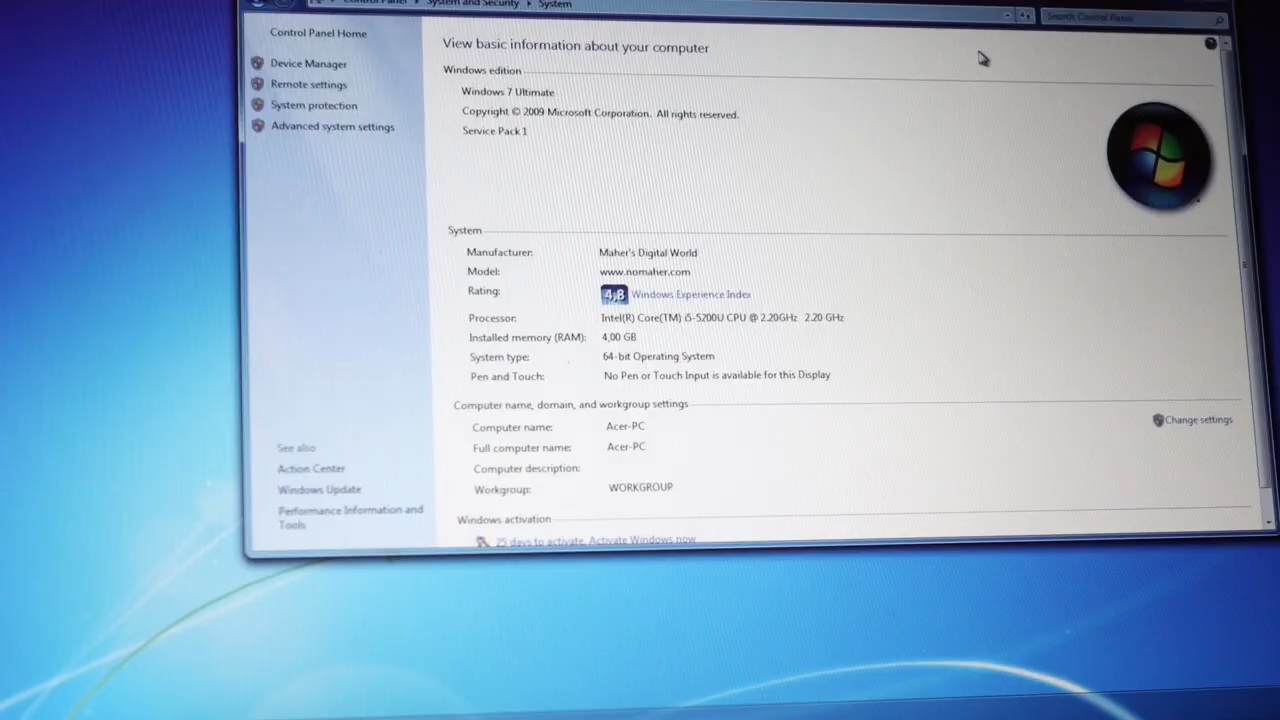 Control Panel ▸ System and Security ▸ System
Search Control Panel
Control Panel Home
Device Manager
Remote settings
System protection
Advanced system settings
See also
Action Center
Windows Update
Performance Information and
Tools
View basic information about your computer
Windows edition
Windows 7 Ultimate
Copyright © 2009 Microsoft Corporation. All rights reserved.
Service Pack 1
System
Manufacturer: Maher's Digital World
Model: www.nomaher.com
Rating: 4,8 Windows Experience Index
Processor: Intel(R) Core(TM) i5-5200U CPU @ 2.20GHz 2.20 GHz
Installed memory (RAM): 4,00 GB
System type: 64-bit Operating System
Pen and Touch: No Pen or Touch Input is available for this Display
Computer name, domain, and workgroup settings
Computer name: Acer-PC
Change settings
Full computer name: Acer-PC
Computer description:
Workgroup: WORKGROUP
Windows activation
25 days to activate. Activate Windows now